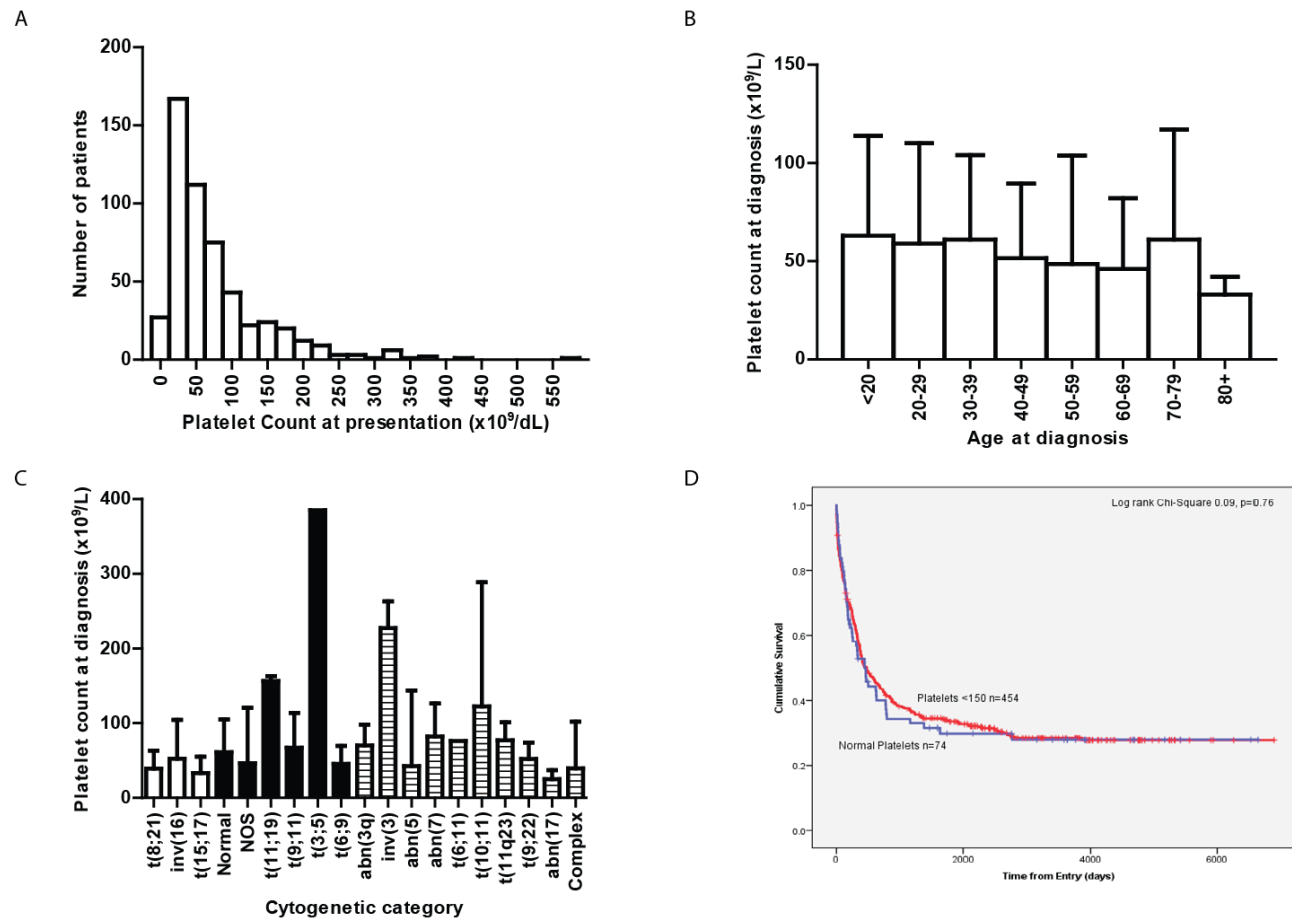 A
200
150
100
50
0
Number of patients
0 50 100 150 200 250 300 350 400 450 500 550
Platelet Count at presentation (x10⁹/dL)
B
150
100
50
0
Platelet count at diagnosis (x10⁹/L)
<20 20-29 30-39 40-49 50-59 60-69 70-79 80+
Age at diagnosis
C
400
300
200
100
0
Platelet count at diagnosis (x10⁹/L)
t(8;21) inv(16) t(15;17) Normal NOS t(11;19) t(9;11) t(3;5) t(6;9) abn(3q) inv(3) abn(5) abn(7) t(6;11) t(10;11) t(11q23) t(9;22) abn(17) Complex
Cytogenetic category
D
Log rank Chi-Square 0.09, p=0.76
1.0
0.8
0.6
0.4
0.2
0.0
Cumulative Survival
Platelets <150 n=454
Normal Platelets n=74
0 2000 4000 6000
Time from Entry (days)